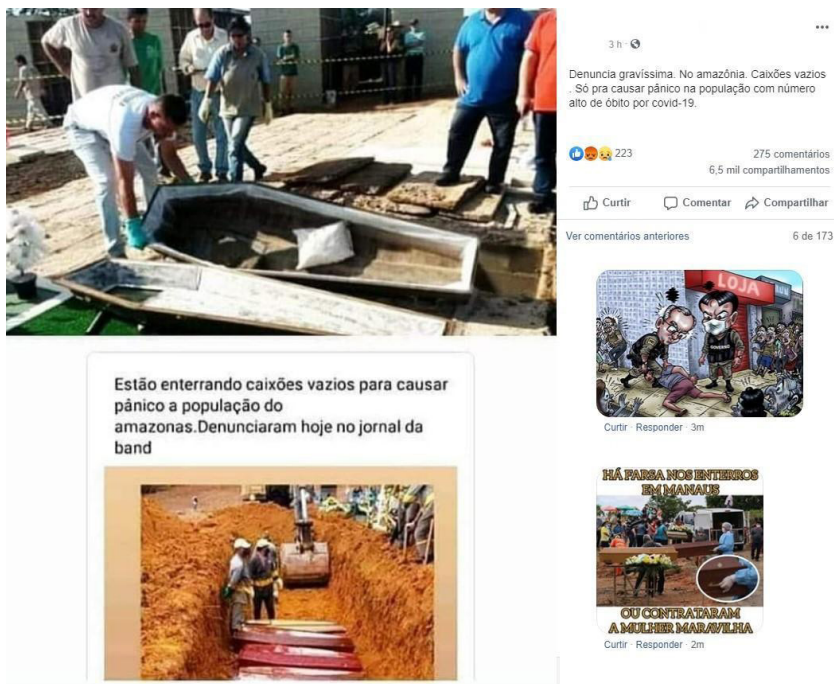 3 h
Denuncia gravíssima. No amazônia. Caixões vazios
. Só pra causar pânico na população com número
alto de óbito por covid-19.
223
275 comentários
6,5 mil compartilhamentos
Curtir
Comentar
Compartilhar
Ver comentários anteriores
6 de 173
LOJA
Curtir · Responder · 3m
HÁ FARSA NOS ENTERROS
EM MANAUS
OU CONTRATARAM
A MULHER MARAVILHA
Curtir · Responder · 2m
Estão enterrando caixões vazios para causar
pânico a população do
amazonas.Denunciaram hoje no jornal da
band